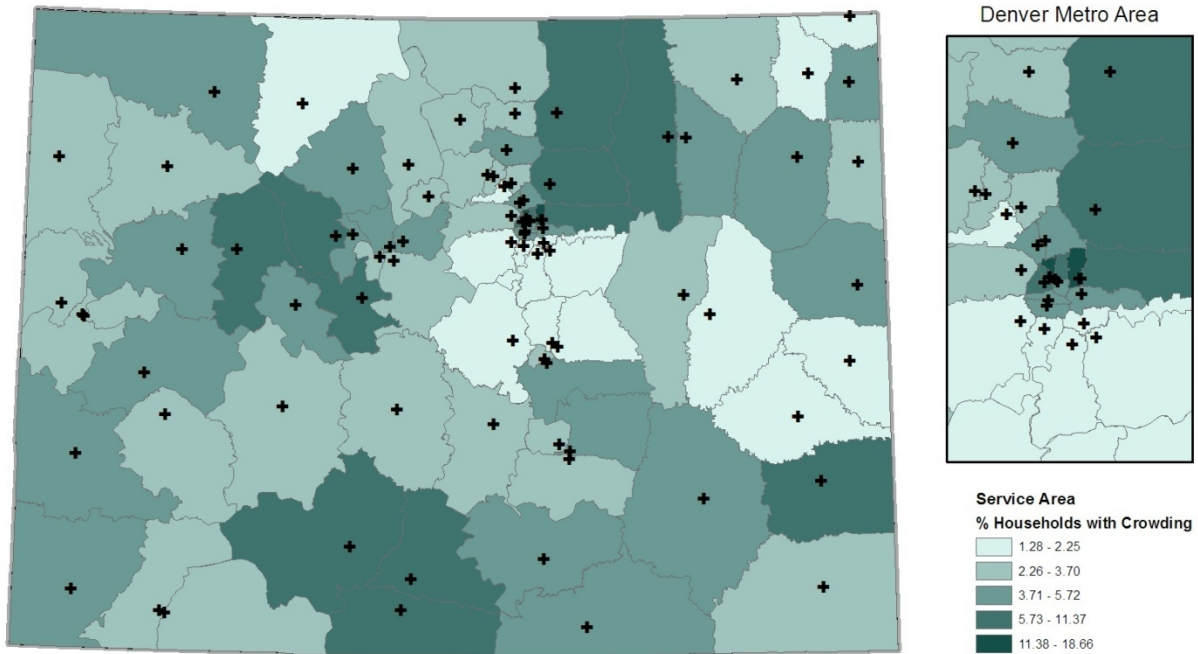 Denver Metro Area
Service Area
% Households with Crowding
1.28 - 2.25
2.26 - 3.70
3.71 - 5.72
5.73 - 11.37
11.38 - 18.66